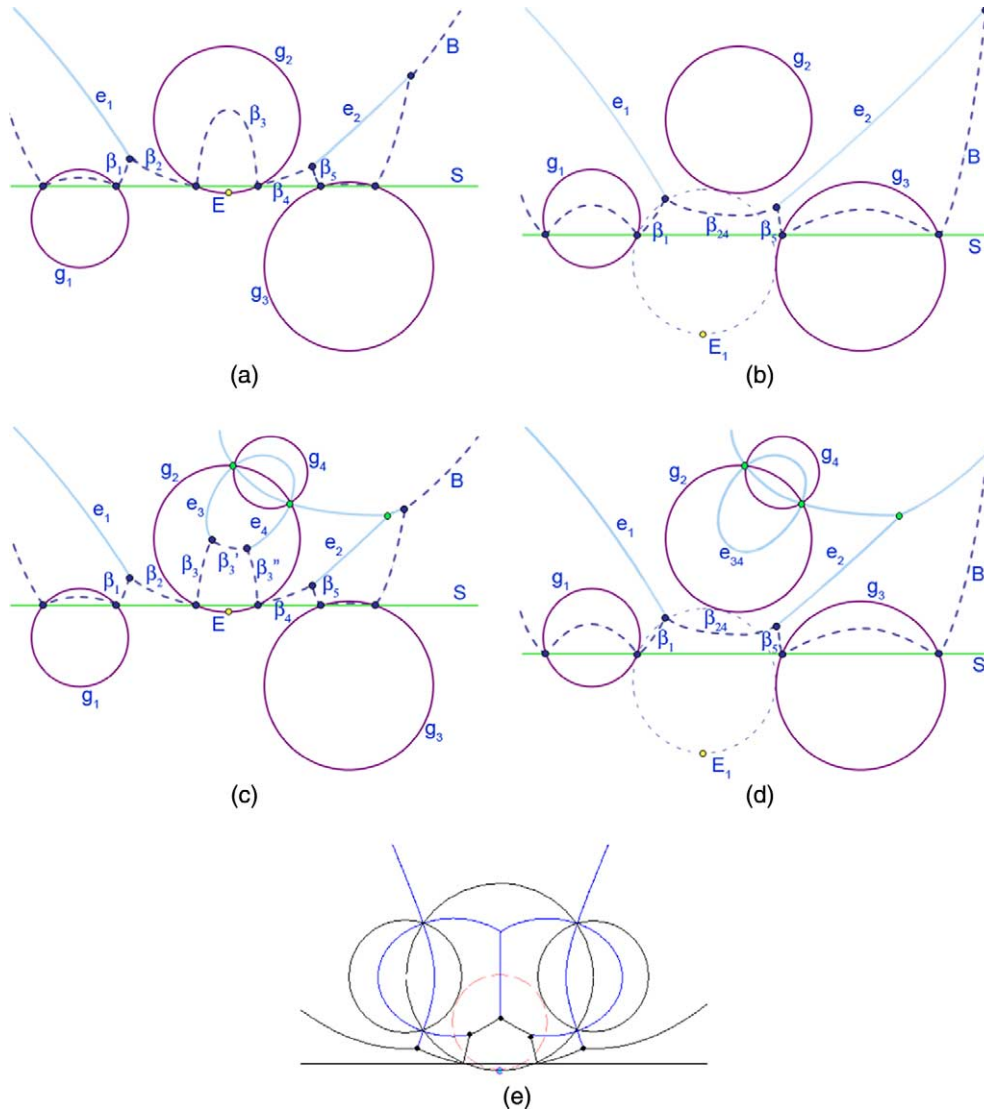 g₂
B
e₁
β₃
e₂
β₁
β₂
β₅
S
E
β₄
g₁
g₃
(a)
g₂
e₁
e₂
B
g₁
g₃
β₁
β₂₄
β₅
S
E₁
(b)
g₂
g₄
B
e₁
e₃
e₄
e₂
β₃
β₃'
β₃"
β₁
β₂
β₅
S
E
β₄
g₁
g₃
(c)
g₂
g₄
e₁
e₃₄
e₂
B
g₁
g₃
β₁
β₂₄
β₅
S
E₁
(d)
(e)